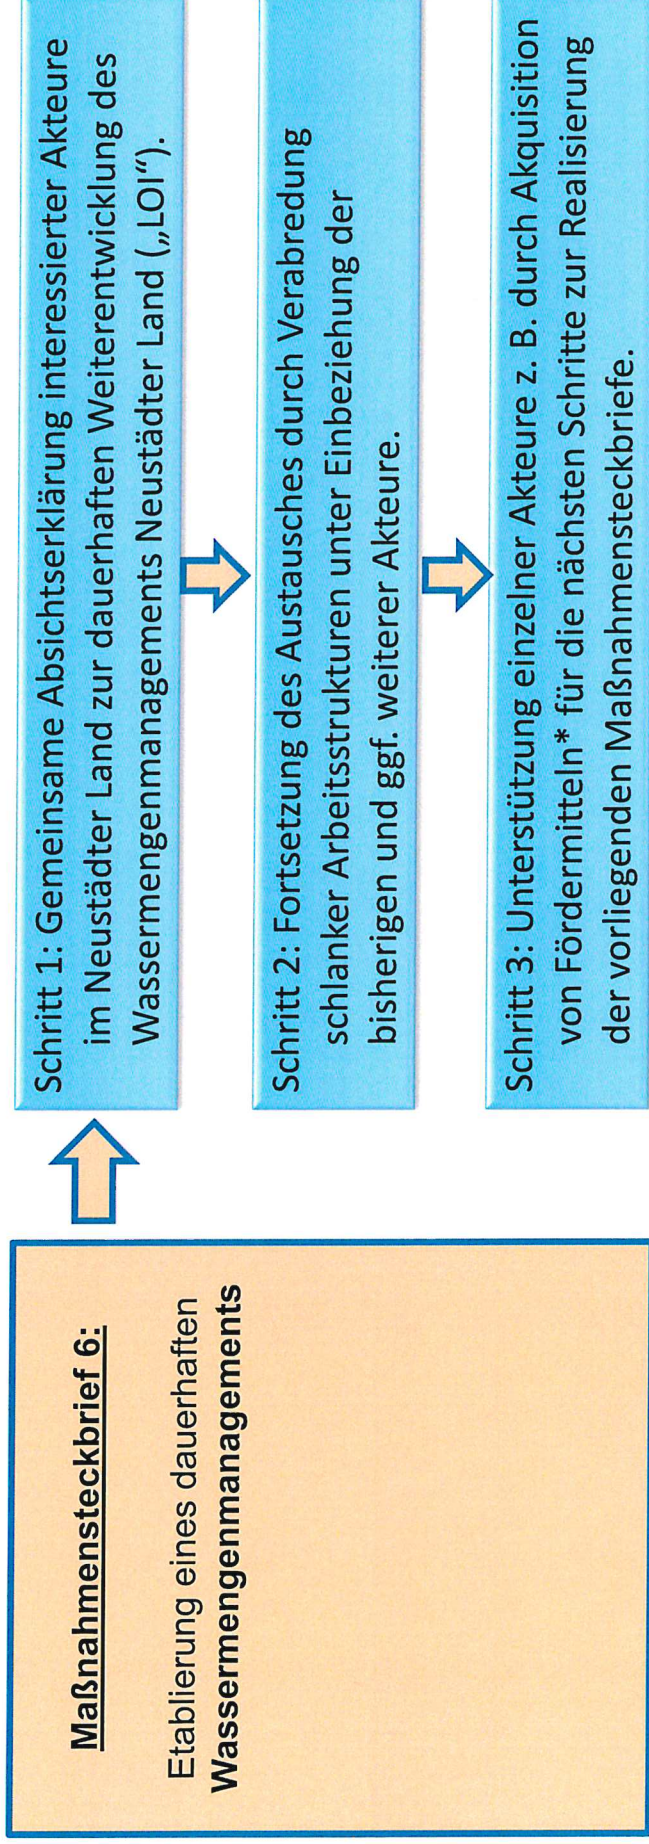 Maßnahmensteckbrief 6:
Etablierung eines dauerhaften
Wassermengenmanagements
Schritt 1: Gemeinsame Absichtserklärung interessierter Akteure
im Neustädter Land zur dauerhaften Weiterentwicklung des
Wassermengenmanagements Neustädter Land („LOI“).
Schritt 2: Fortsetzung des Austausches durch Verabredung
schlanker Arbeitsstrukturen unter Einbeziehung der
bisherigen und ggf. weiterer Akteure.
Schritt 3: Unterstützung einzelner Akteure z. B. durch Akquisition
von Fördermitteln* für die nächsten Schritte zur Realisierung
der vorliegenden Maßnahmensteckbriefe.